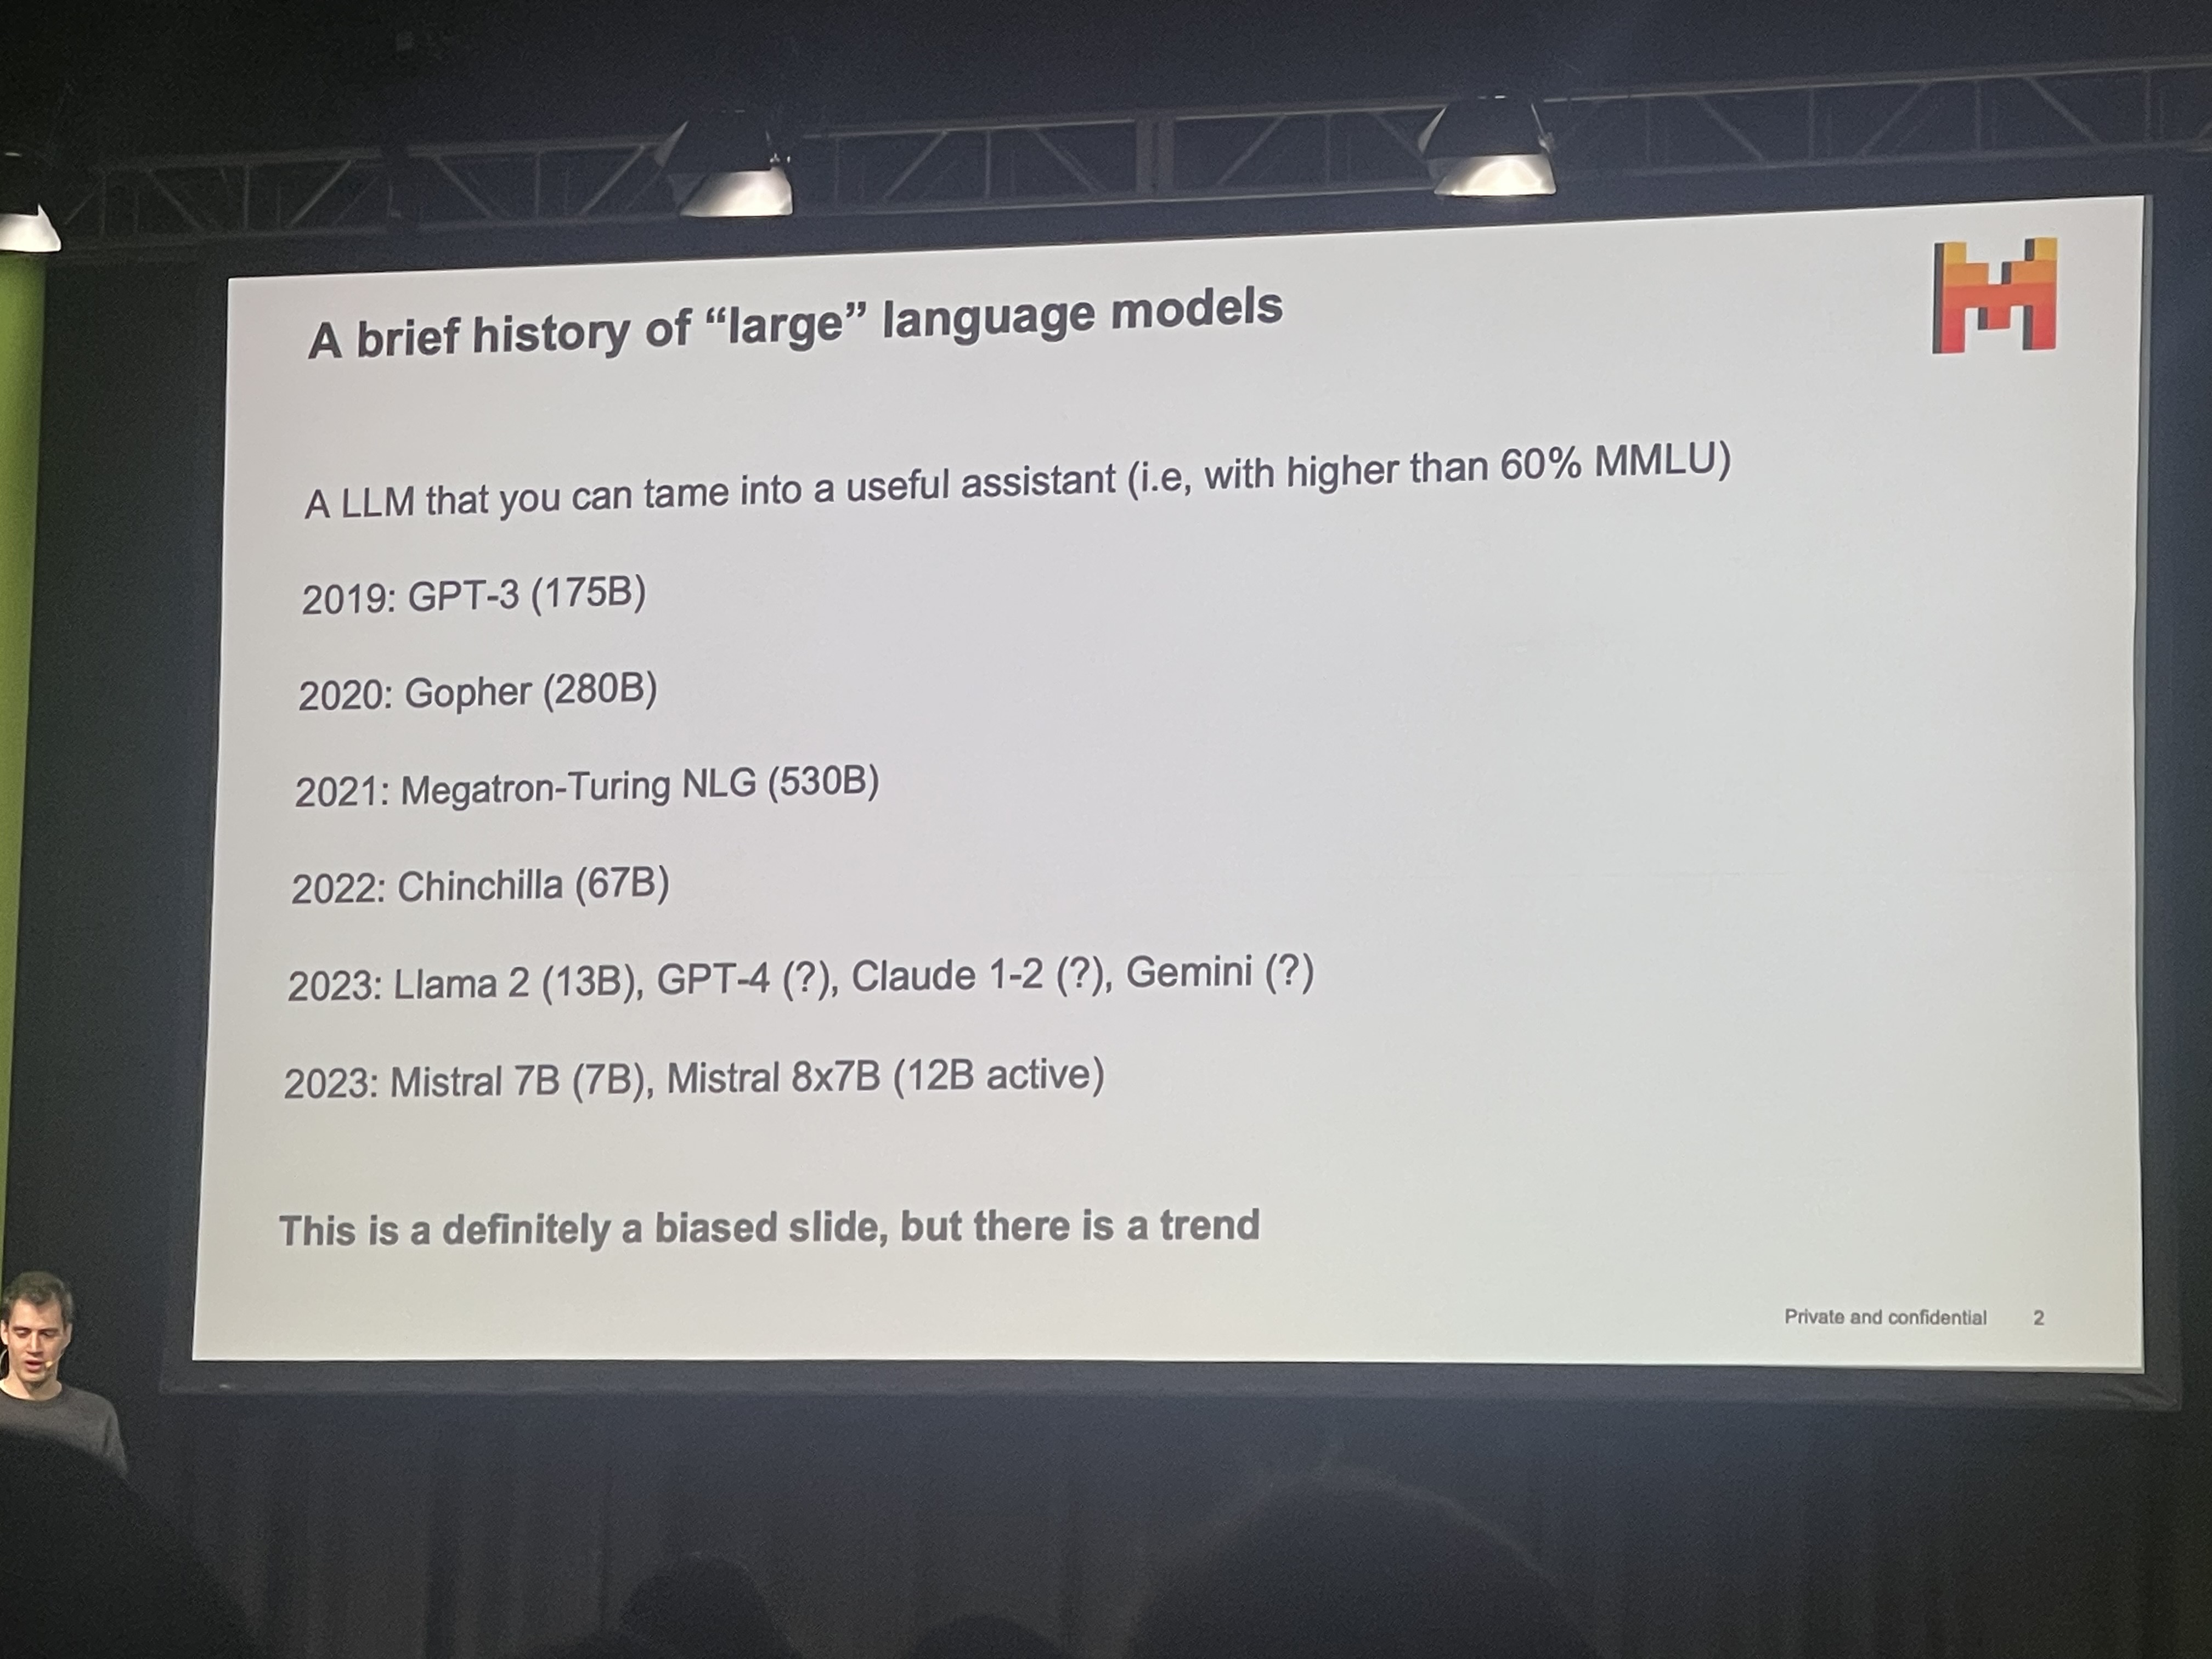 A brief history of “large” language models
A LLM that you can tame into a useful assistant (i.e, with higher than 60% MMLU)
2019: GPT-3 (175B)
2020: Gopher (280B)
2021: Megatron-Turing NLG (530B)
2022: Chinchilla (67B)
2023: Llama 2 (13B), GPT-4 (?), Claude 1-2 (?), Gemini (?)
2023: Mistral 7B (7B), Mistral 8x7B (12B active)
This is a definitely a biased slide, but there is a trend
Private and confidential 2